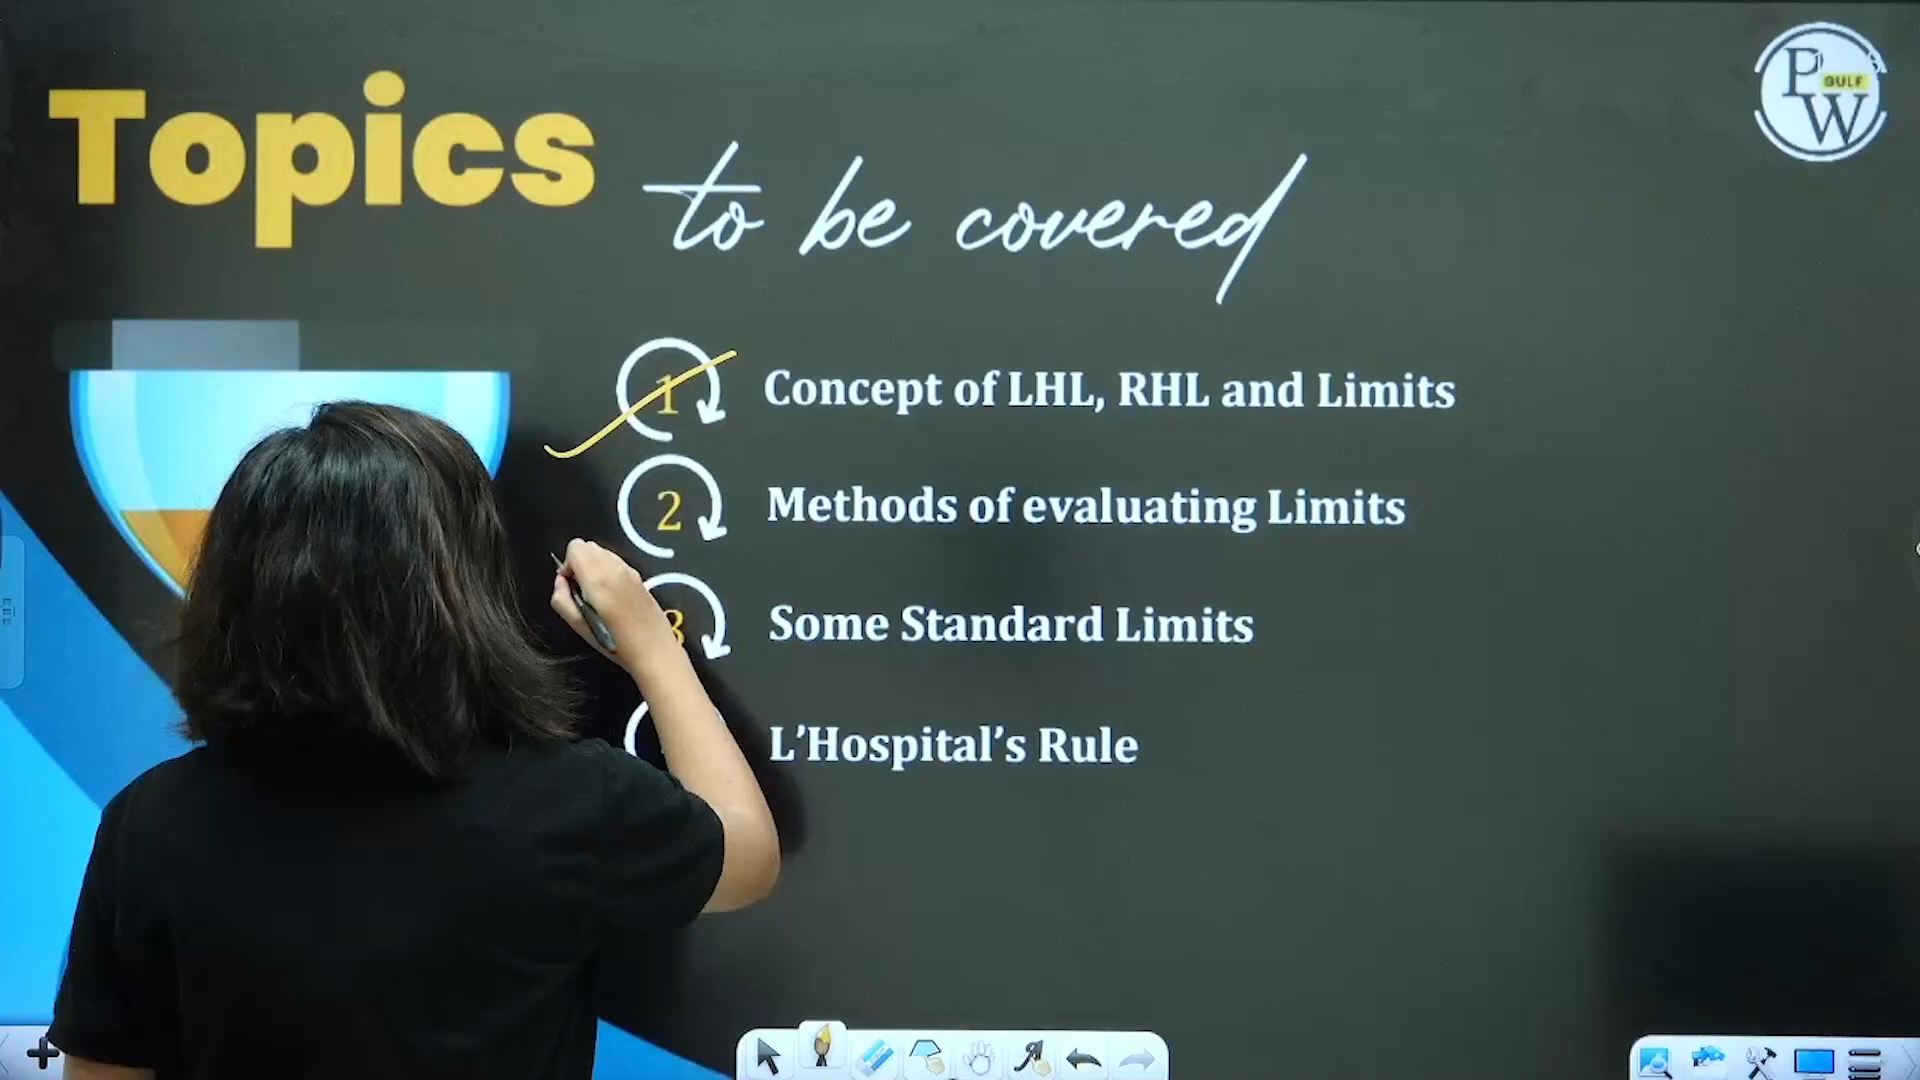 Topics to be covered
PW GULF
1 Concept of LHL, RHL and Limits
2 Methods of evaluating Limits
3 Some Standard Limits
L’Hospital’s Rule